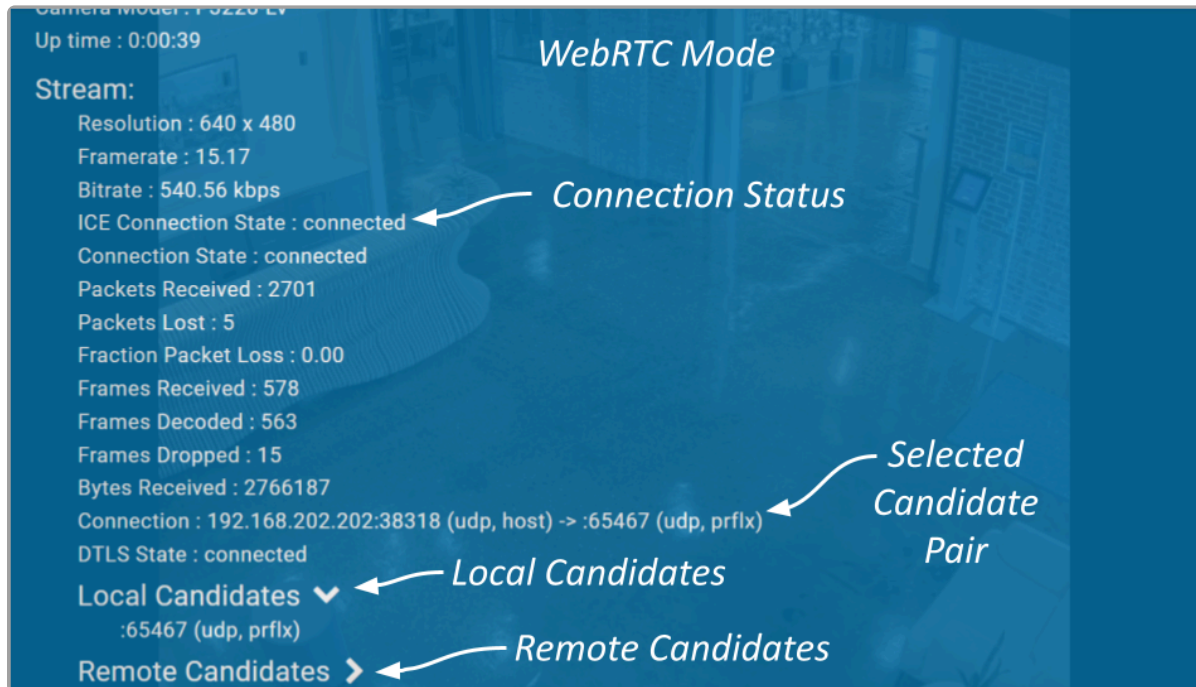 Camera Model : P3228-LV
Up time : 0:00:39
WebRTC Mode
Stream:
Resolution : 640 x 480
Framerate : 15.17
Bitrate : 540.56 kbps
Connection Status
ICE Connection State : connected
Connection State : connected
Packets Received : 2701
Packets Lost : 5
Fraction Packet Loss : 0.00
Frames Received : 578
Frames Decoded : 563
Frames Dropped : 15
Bytes Received : 2766187
Selected
Candidate
Pair
Connection : 192.168.202.202:38318 (udp, host) -> :65467 (udp, prflx)
DTLS State : connected
Local Candidates
Local Candidates
:65467 (udp, prflx)
Remote Candidates
Remote Candidates